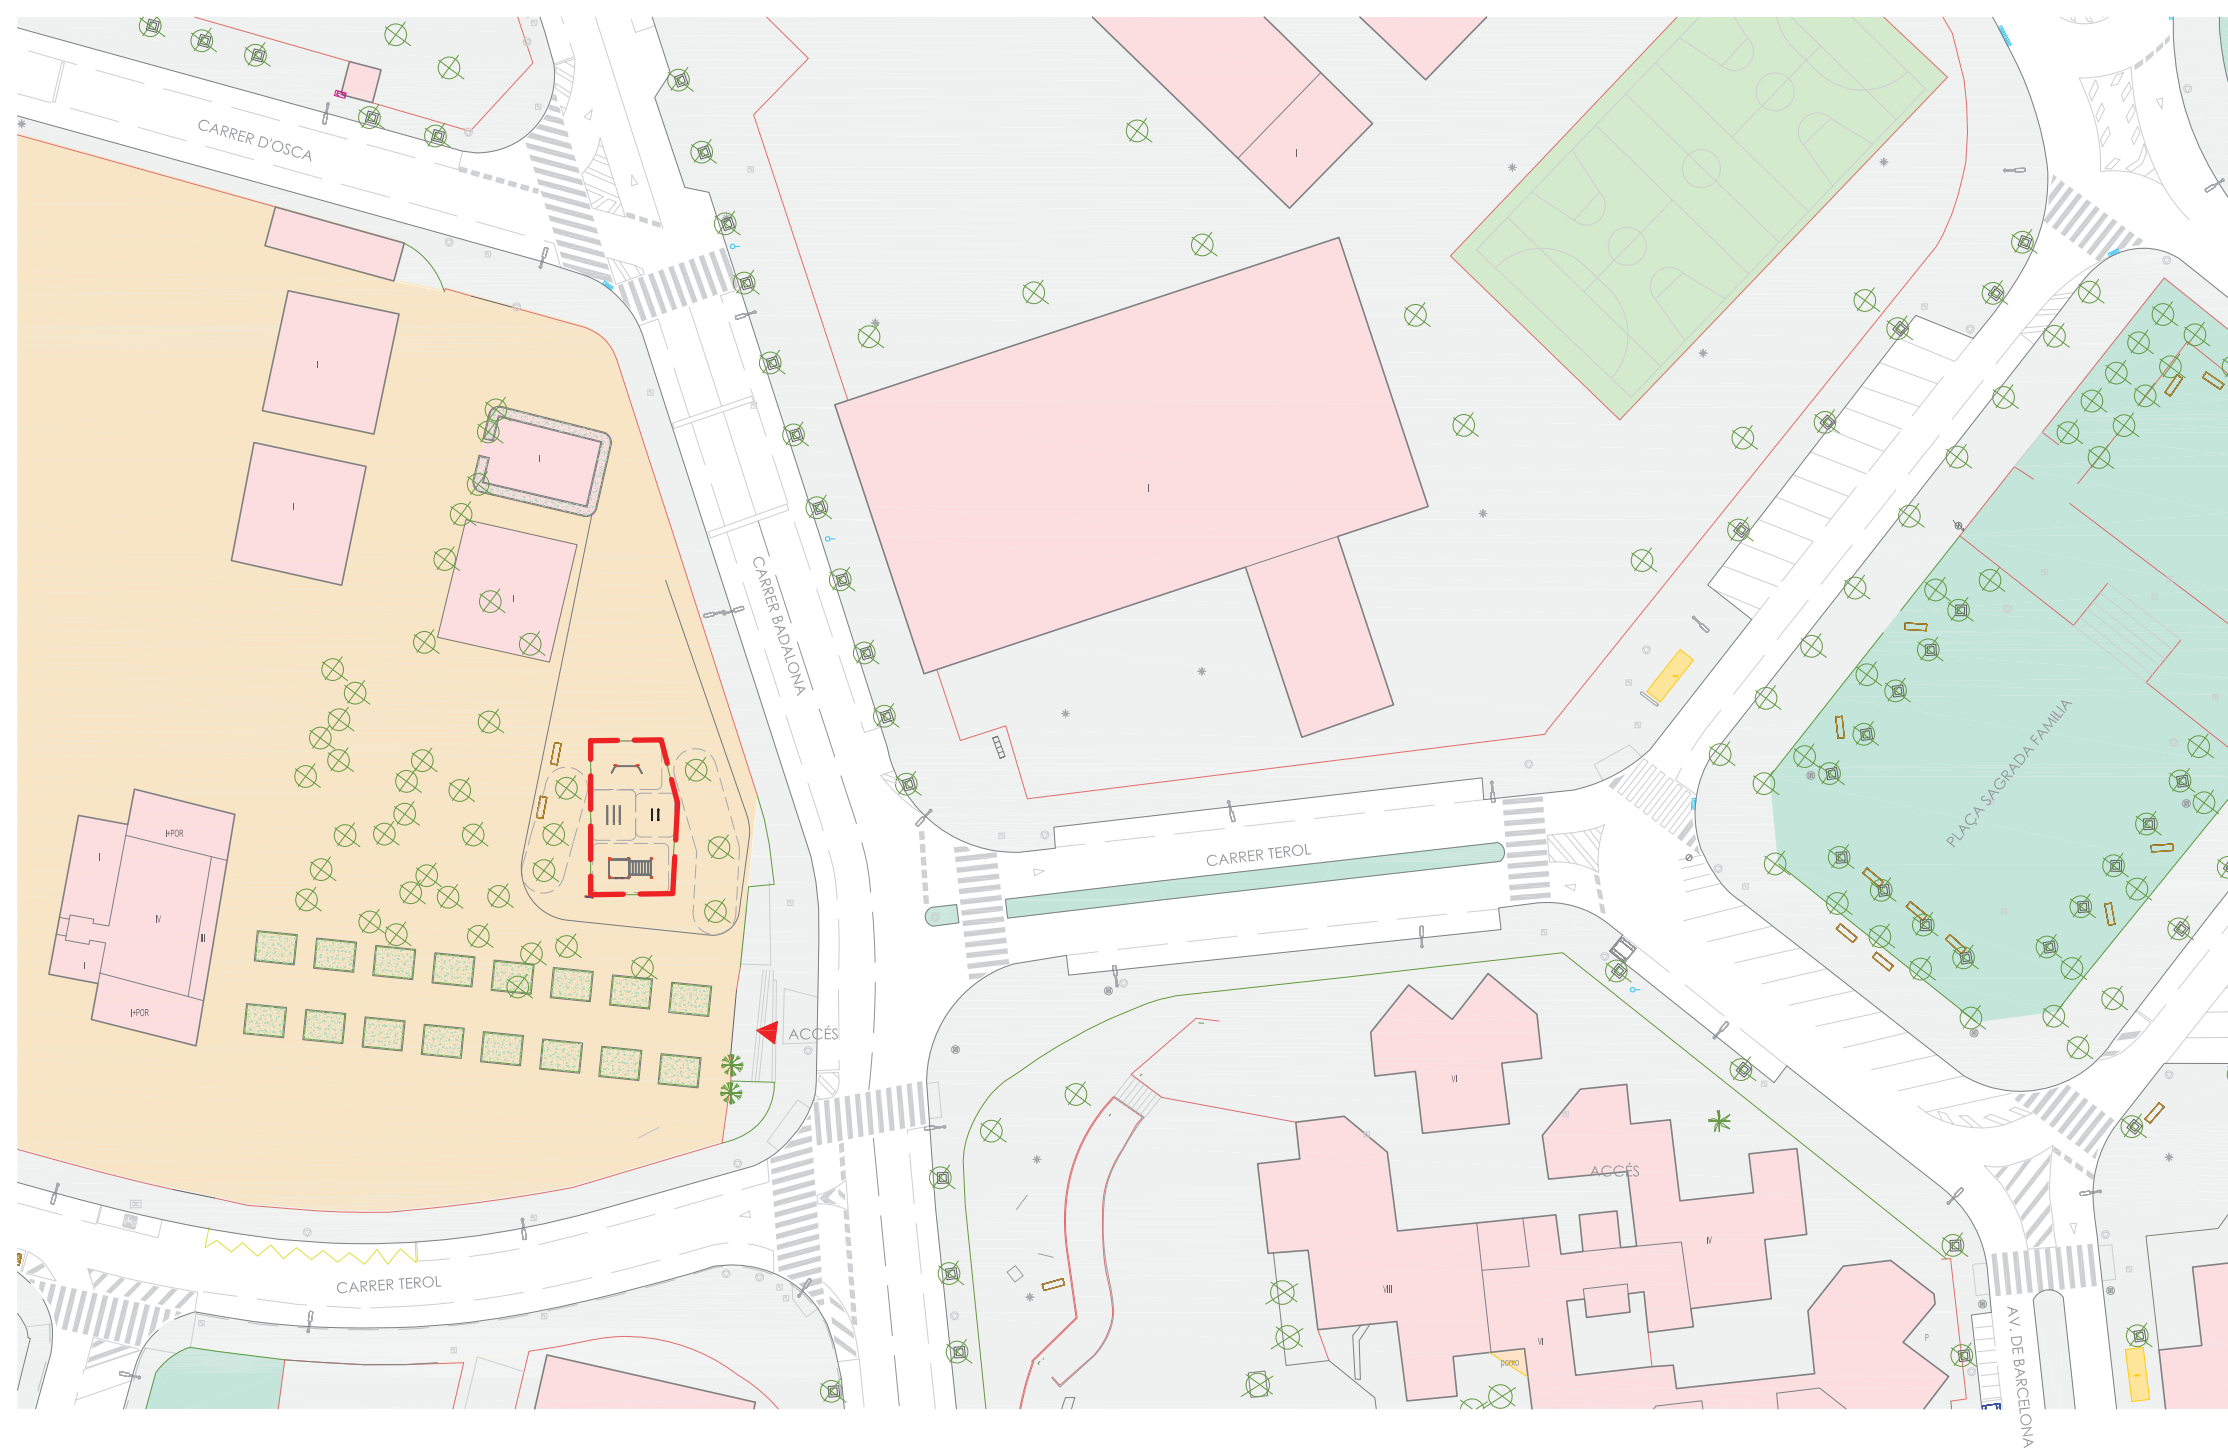 CARRER D'OSCA
I
I
I
I
I
I
CARRER BADALONA
PLAÇA SAGRADA FAMILIA
I+POR
I
CARRER TEROL
IV
III
I
I+POR
ACCÉS
VI
ACCÉS
IV
CARRER TEROL
VIII
VI
P
porxo
AV. DE BARCELONA